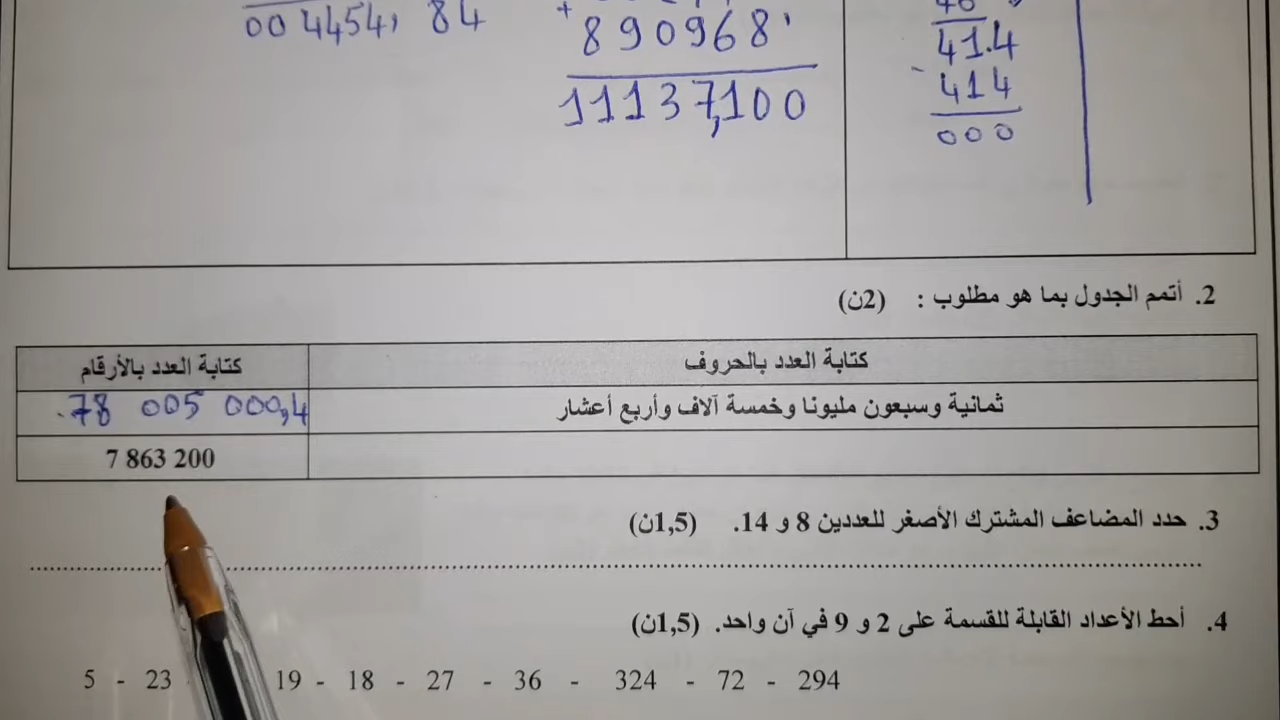 004454, 84
+
890968
11137,100
41.4
- 414
000
2. أتمم الجدول بما هو مطلوب : (2ن)
كتابة العدد بالحروف كتابة العدد بالأرقام
ثمانية وسبعون مليونا وخمسة آلاف وأربع أعشار 78 005 000,4
7 863 200
3. حدد المضاعف المشترك الأصغر للعددين 8 و 14. (1,5ن)
4. أحط الأعداد القابلة للقسمة على 2 و 9 في آن واحد. (1,5ن)
5 - 23 19 - 18 - 27 - 36 - 324 - 72 - 294